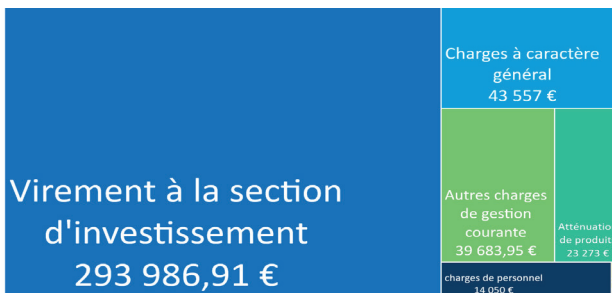 Virement à la section
d'investissement
293 986,91 €
Charges à caractère
général
43 557 €
Autres charges
de gestion
courante
39 683,95 €
Atténuatio
de produit
23 273 €
charges de personnel
14 050 €